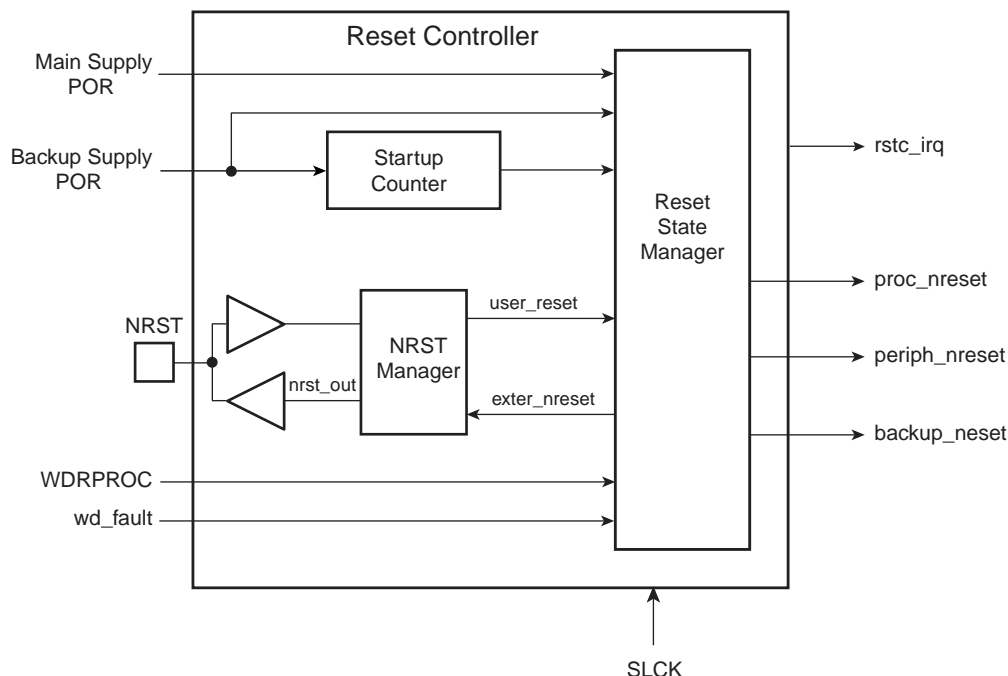 Reset Controller
Main Supply
POR
Backup Supply
POR
Startup
Counter
Reset
State
Manager
rstc_irq
proc_nreset
periph_nreset
backup_neset
NRST
NRST
Manager
user_reset
nrst_out
exter_nreset
WDRPROC
wd_fault
SLCK